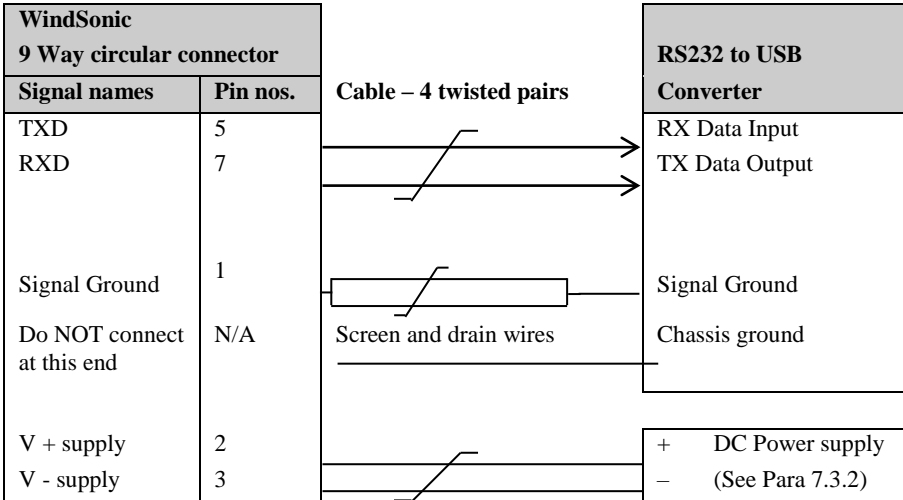 WindSonic
9 Way circular connector
RS232 to USB
Signal names Pin nos. Cable – 4 twisted pairs Converter
TXD 5 RX Data Input
RXD 7 TX Data Output
Signal Ground 1 Signal Ground
Do NOT connect N/A Screen and drain wires Chassis ground
at this end
V + supply 2 + DC Power supply
V - supply 3 – (See Para 7.3.2)